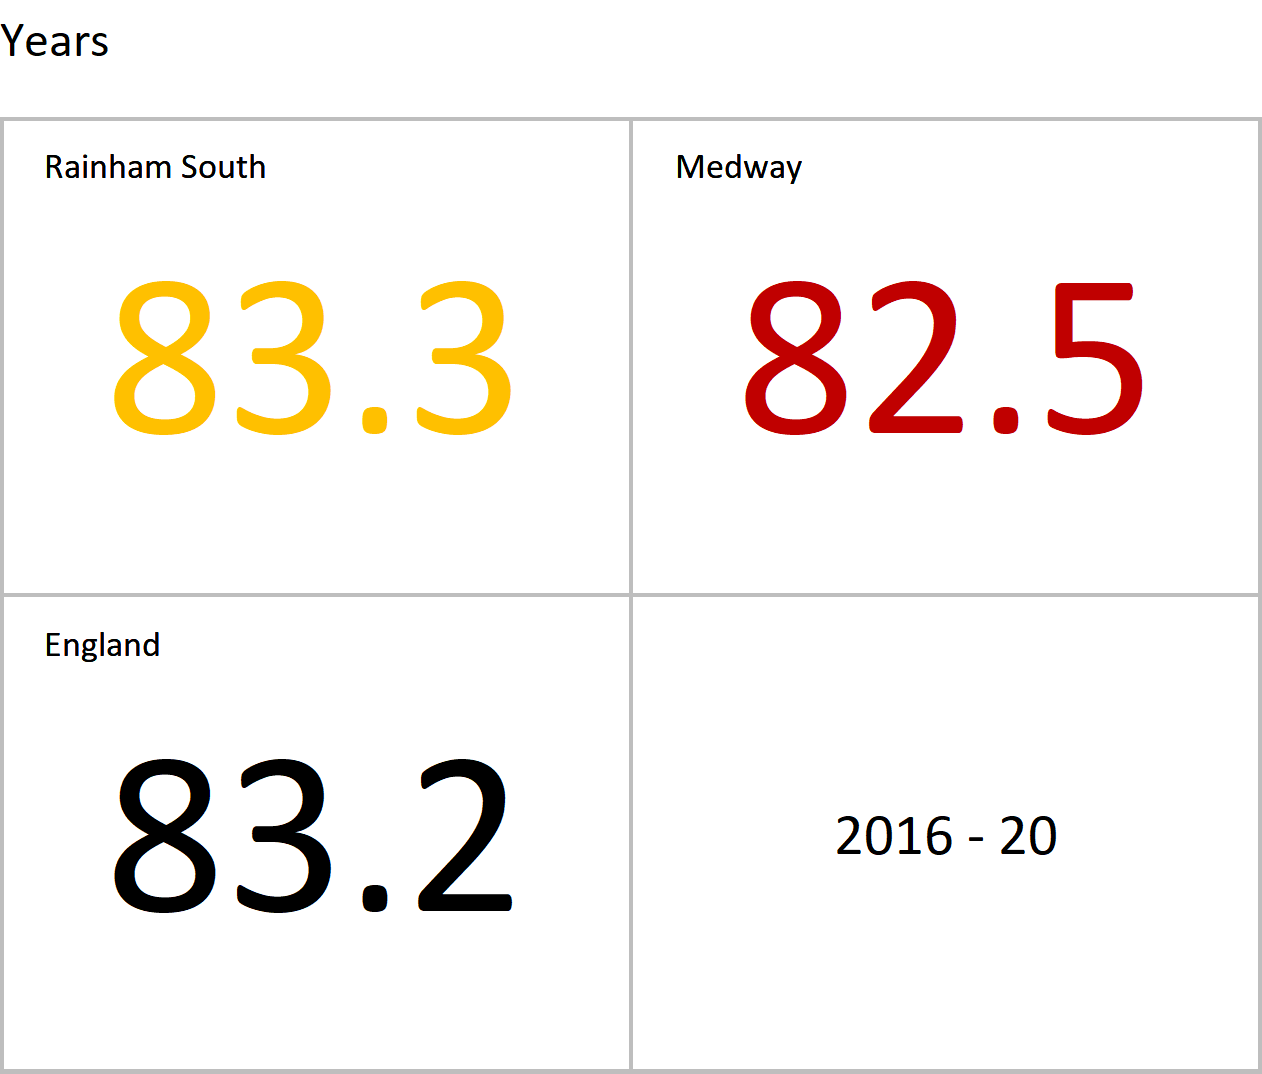 Years
Rainham South
83.3
Medway
82.5
England
83.2
2016 - 20